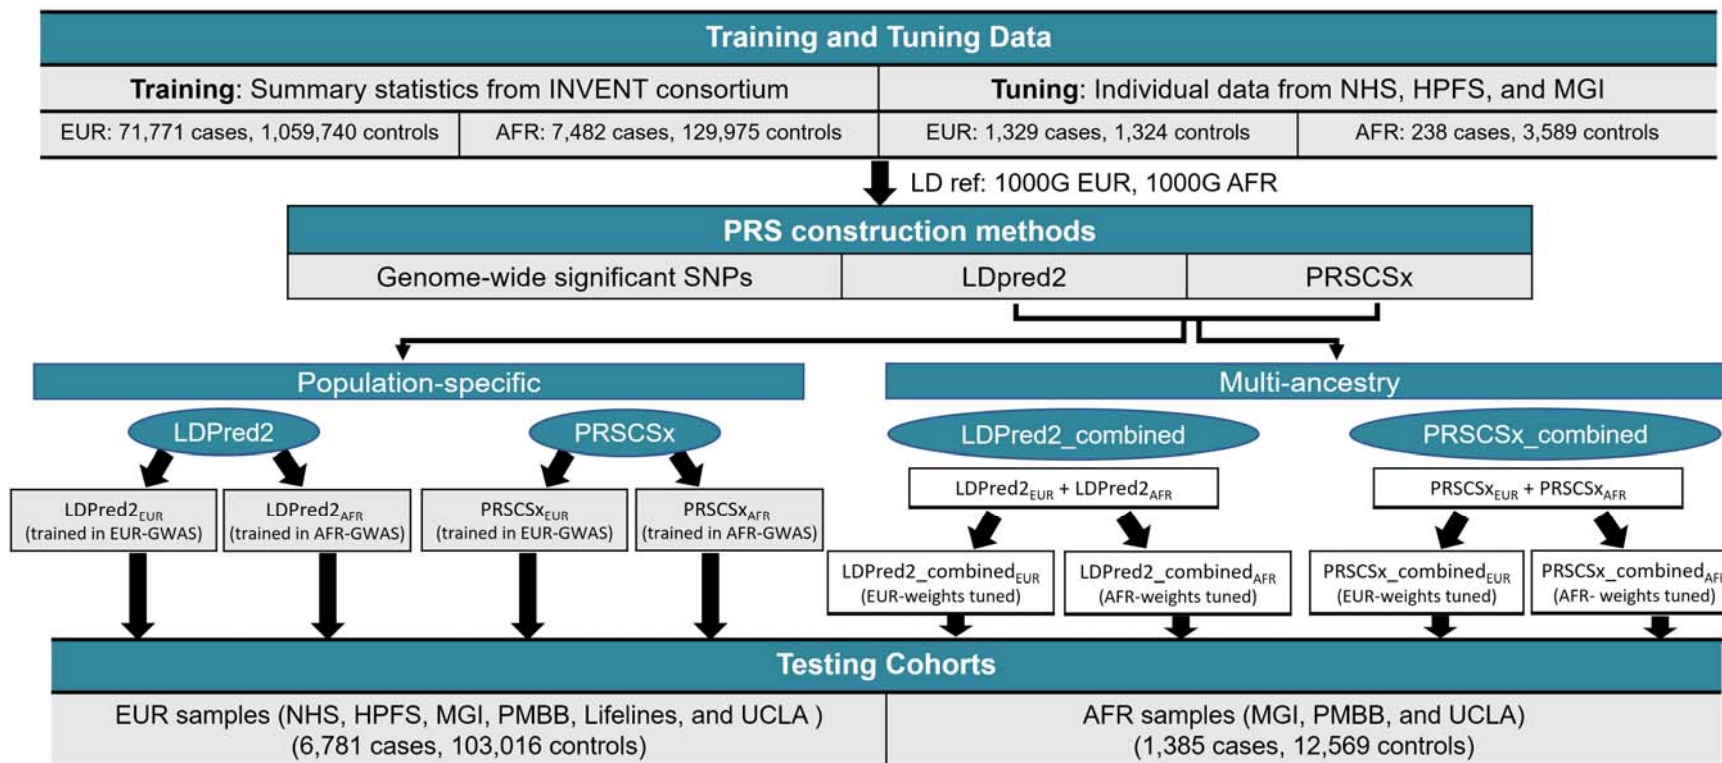 Training and Tuning Data
Training: Summary statistics from INVENT consortium
Tuning: Individual data from NHS, HPFS, and MGI
EUR: 71,771 cases, 1,059,740 controls
AFR: 7,482 cases, 129,975 controls
EUR: 1,329 cases, 1,324 controls
AFR: 238 cases, 3,589 controls
LD ref: 1000G EUR, 1000G AFR
PRS construction methods
Genome-wide significant SNPs
LDpred2
PRSCSx
Population-specific
Multi-ancestry
LDPred2
PRSCSx
LDPred2_combined
PRSCSx_combined
LDPred2EUR
(trained in EUR-GWAS)
LDPred2AFR
(trained in AFR-GWAS)
PRSCSxEUR
(trained in EUR-GWAS)
PRSCSxAFR
(trained in AFR-GWAS)
LDPred2EUR + LDPred2AFR
PRSCSxEUR + PRSCSxAFR
LDPred2_combinedEUR
(EUR-weights tuned)
LDPred2_combinedAFR
(AFR-weights tuned)
PRSCSx_combinedEUR
(EUR-weights tuned)
PRSCSx_combinedAFR
(AFR- weights tuned)
Testing Cohorts
EUR samples (NHS, HPFS, MGI, PMBB, Lifelines, and UCLA )
(6,781 cases, 103,016 controls)
AFR samples (MGI, PMBB, and UCLA)
(1,385 cases, 12,569 controls)